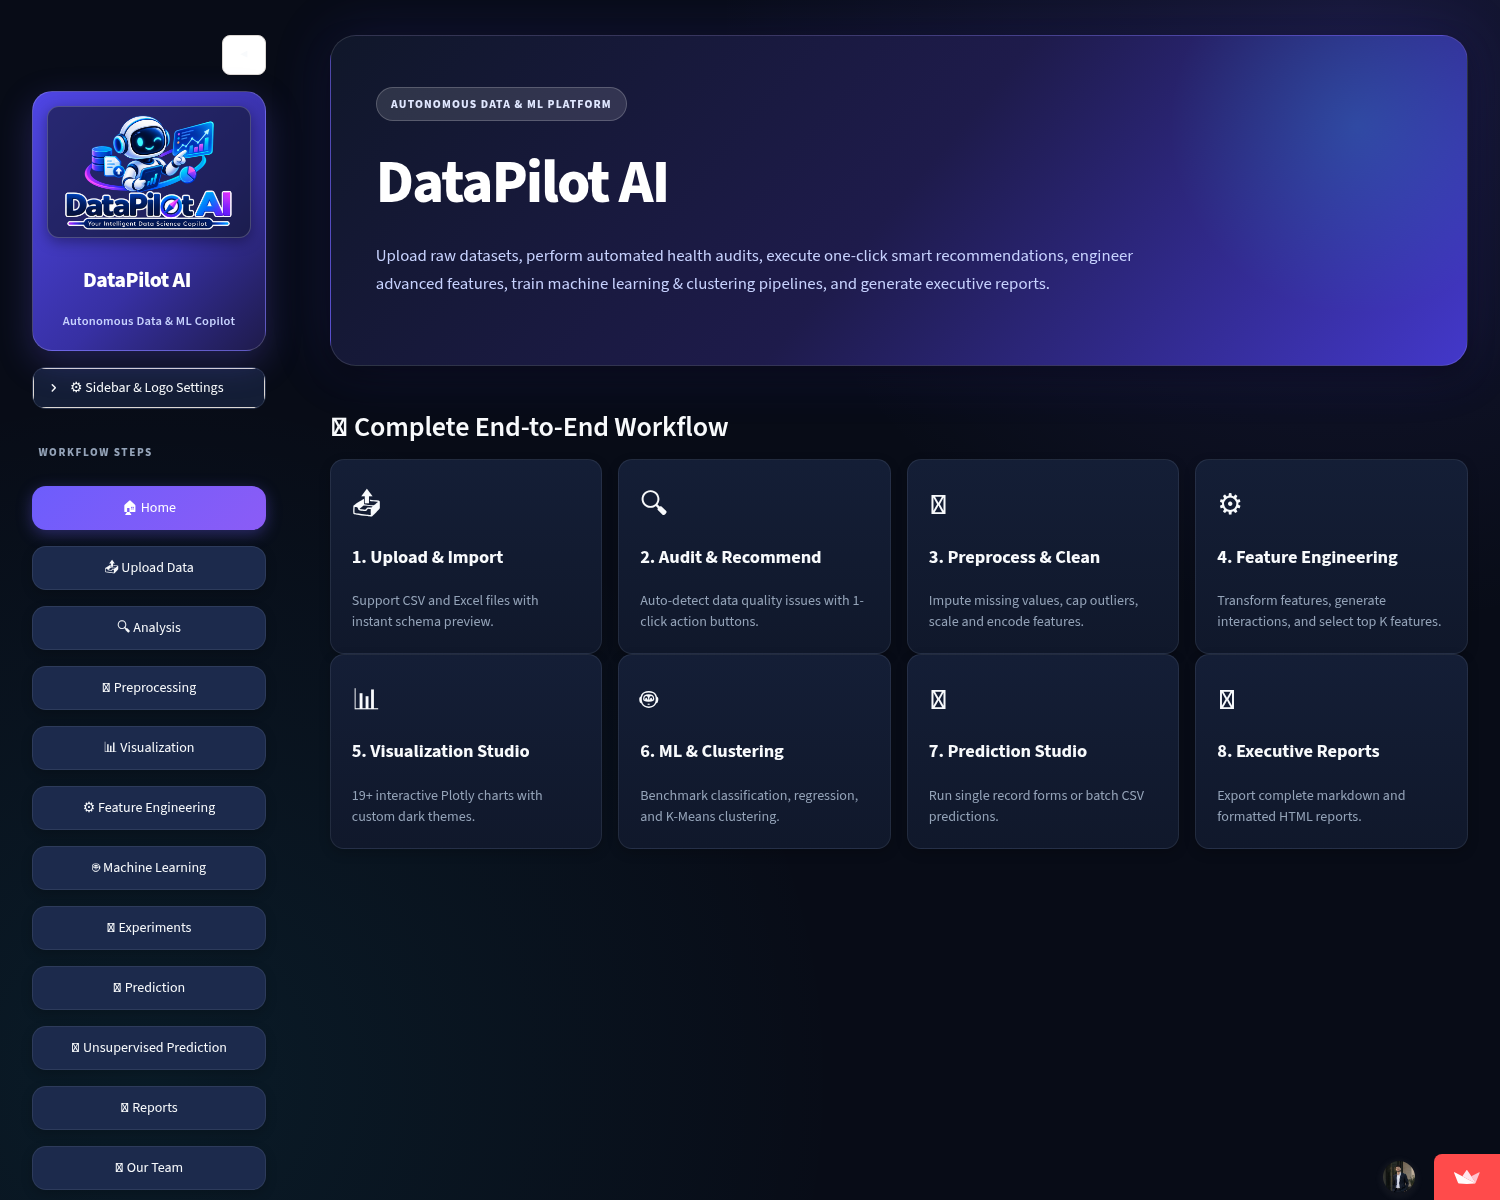 DataPilot AI
Your Intelligent Data Science Copilot
DataPilot AI
Autonomous Data & ML Copilot
⚙ Sidebar & Logo Settings
WORKFLOW STEPS
🏠 Home
📤 Upload Data
🔍 Analysis
Preprocessing
📊 Visualization
⚙ Feature Engineering
Machine Learning
Experiments
Prediction
Unsupervised Prediction
Reports
Our Team
AUTONOMOUS DATA & ML PLATFORM
DataPilot AI
Upload raw datasets, perform automated health audits, execute one-click smart recommendations, engineer
advanced features, train machine learning & clustering pipelines, and generate executive reports.
Complete End-to-End Workflow
1. Upload & Import
Support CSV and Excel files with
instant schema preview.
2. Audit & Recommend
Auto-detect data quality issues with 1-
click action buttons.
3. Preprocess & Clean
Impute missing values, cap outliers,
scale and encode features.
4. Feature Engineering
Transform features, generate
interactions, and select top K features.
5. Visualization Studio
19+ interactive Plotly charts with
custom dark themes.
6. ML & Clustering
Benchmark classification, regression,
and K-Means clustering.
7. Prediction Studio
Run single record forms or batch CSV
predictions.
8. Executive Reports
Export complete markdown and
formatted HTML reports.